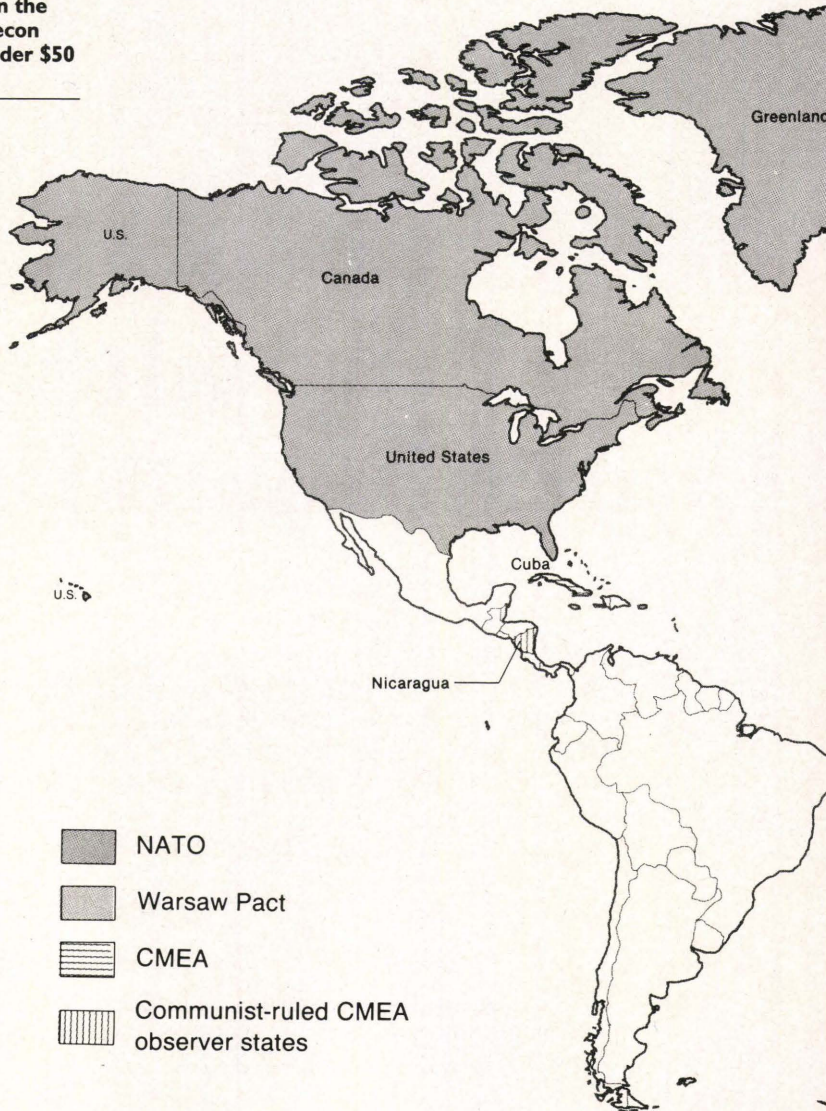 n the
econ
der $50
Greenland
U.S.
Canada
United States
Cuba
U.S.
Nicaragua
NATO
Warsaw Pact
CMEA
Communist-ruled CMEA
observer states